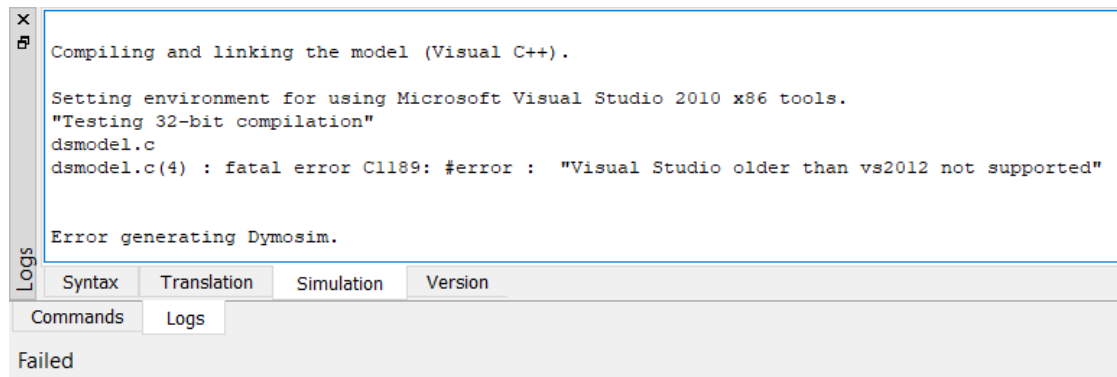 Compiling and linking the model (Visual C++).
Setting environment for using Microsoft Visual Studio 2010 x86 tools.
"Testing 32-bit compilation"
dsmodel.c
dsmodel.c(4) : fatal error C1189: #error :  "Visual Studio older than vs2012 not supported"
Error generating Dymosim.
Logs
Syntax Translation Simulation Version
Commands Logs
Failed